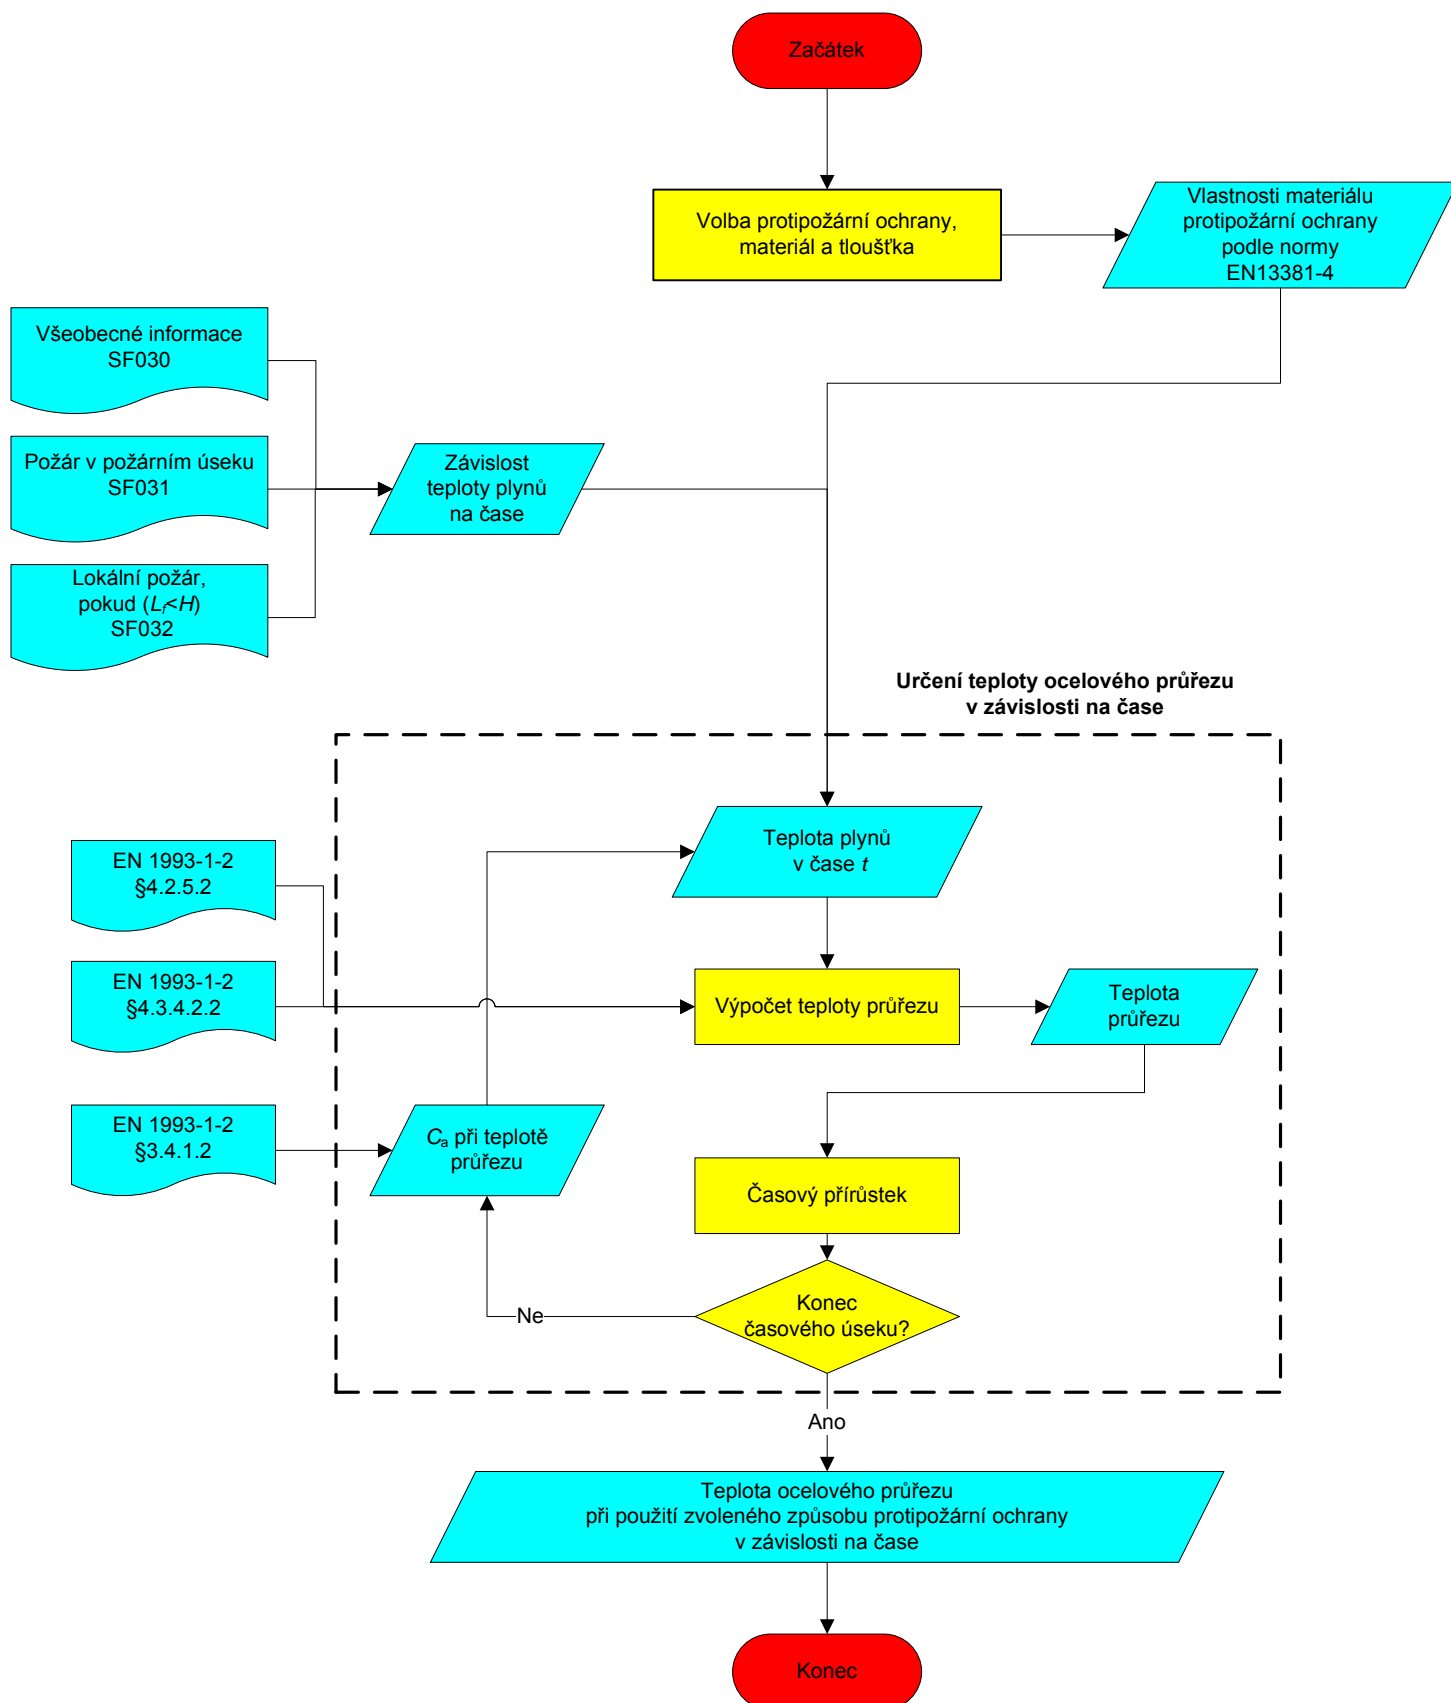 Začátek
Volba protipožární ochrany,
materiál a tloušťka
Vlastnosti materiálu
protipožární ochrany
podle normy
EN13381-4
Všeobecné informace
SF030
Požár v požárním úseku
SF031
Lokální požár,
pokud (Lf<H)
SF032
Závislost
teploty plynů
na čase
Určení teploty ocelového průřezu
v závislosti na čase
Teplota plynů
v čase t
EN 1993-1-2
§4.2.5.2
EN 1993-1-2
§4.3.4.2.2
Výpočet teploty průřezu
Teplota
průřezu
EN 1993-1-2
§3.4.1.2
Ca při teplotě
průřezu
Časový přírůstek
Konec
časového úseku?
Ne
Ano
Teplota ocelového průřezu
při použití zvoleného způsobu protipožární ochrany
v závislosti na čase
Konec